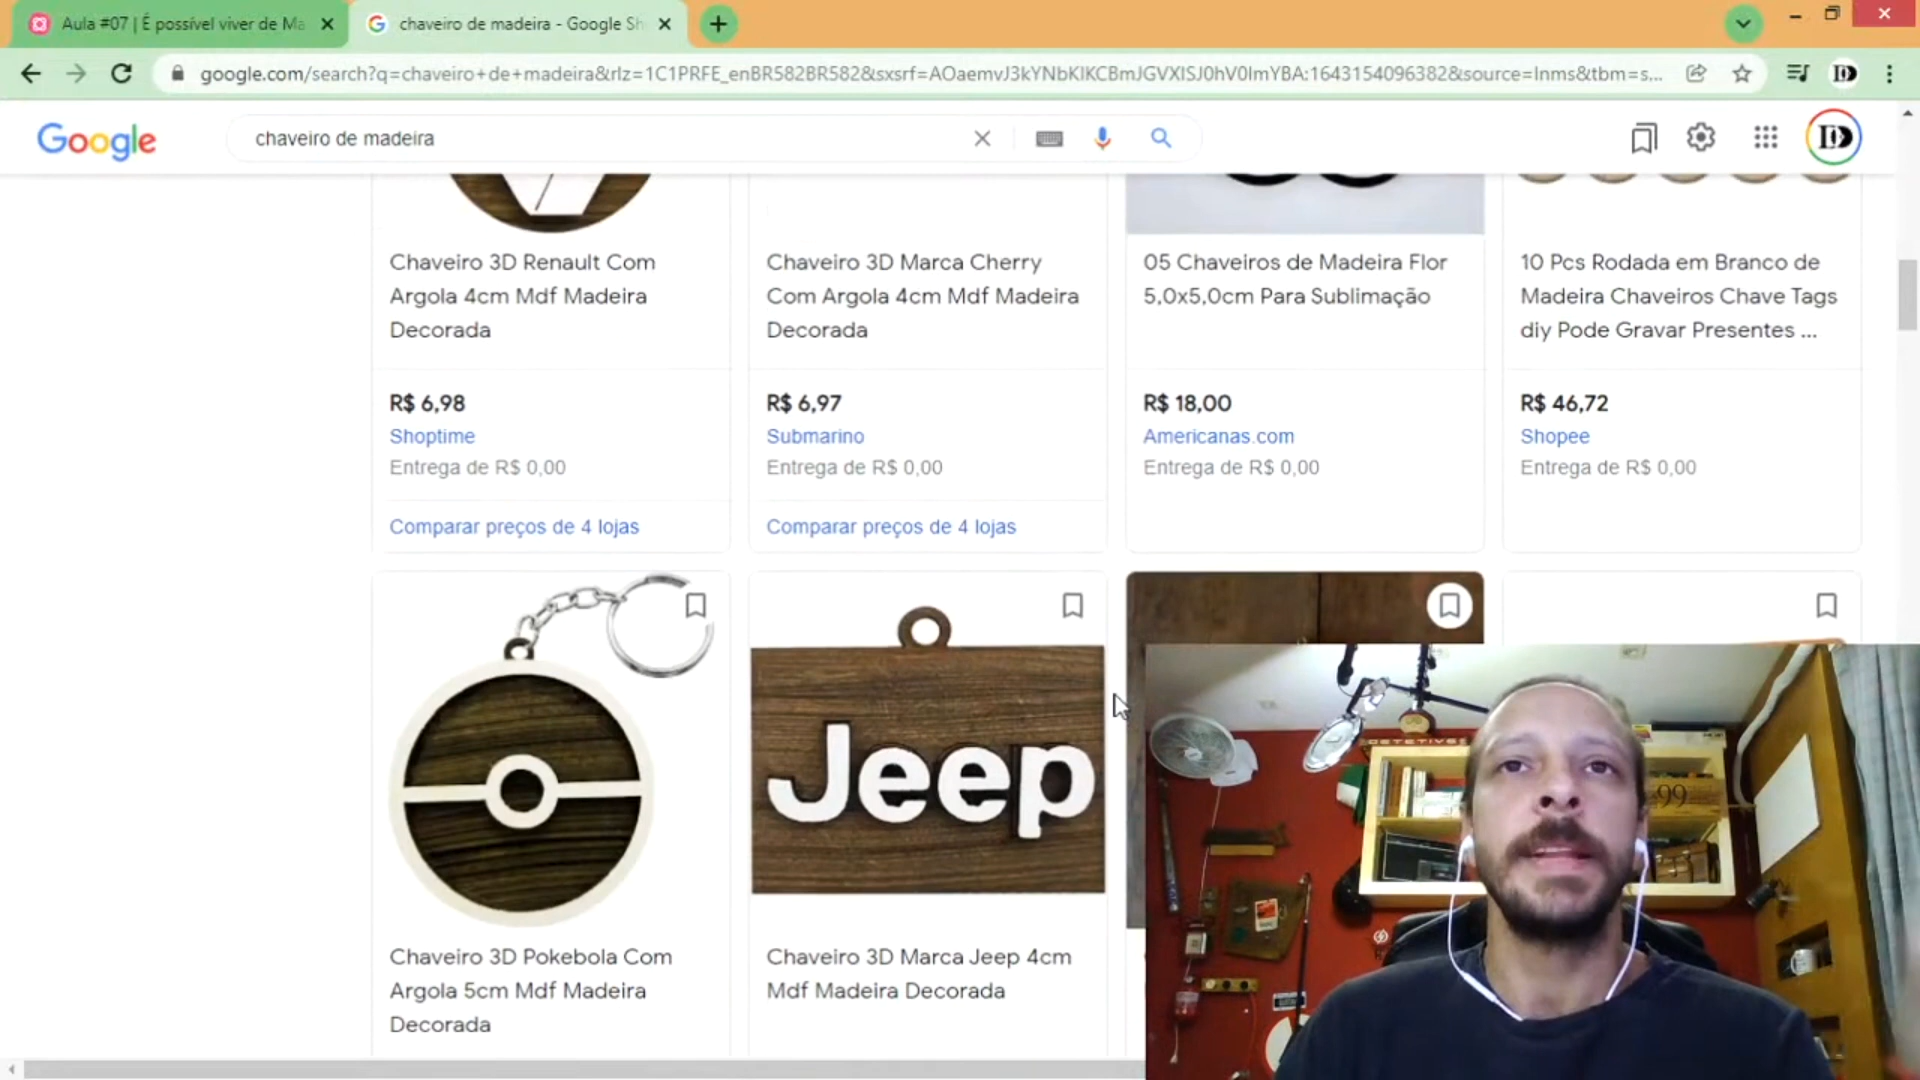 Aula #07 | É possível viver de Ma
chaveiro de madeira - Google Sh
google.com/search?q=chaveiro+de+madeira&rlz=1C1PRFE_enBR582BR582&sxsrf=AOaemvJ3kYNbKlKCBmJGVXISJ0hV0lmYBA:1643154096382&source=lnms&tbm=s...
Google
chaveiro de madeira
Chaveiro 3D Renault Com
Argola 4cm Mdf Madeira
Decorada
R$ 6,98
Shoptime
Entrega de R$ 0,00
Comparar preços de 4 lojas
Chaveiro 3D Marca Cherry
Com Argola 4cm Mdf Madeira
Decorada
R$ 6,97
Submarino
Entrega de R$ 0,00
Comparar preços de 4 lojas
05 Chaveiros de Madeira Flor
5,0x5,0cm Para Sublimação
R$ 18,00
Americanas.com
Entrega de R$ 0,00
10 Pcs Rodada em Branco de
Madeira Chaveiros Chave Tags
diy Pode Gravar Presentes ...
R$ 46,72
Shopee
Entrega de R$ 0,00
Jeep
Chaveiro 3D Pokebola Com
Argola 5cm Mdf Madeira
Decorada
Chaveiro 3D Marca Jeep 4cm
Mdf Madeira Decorada
DETETIVE
99